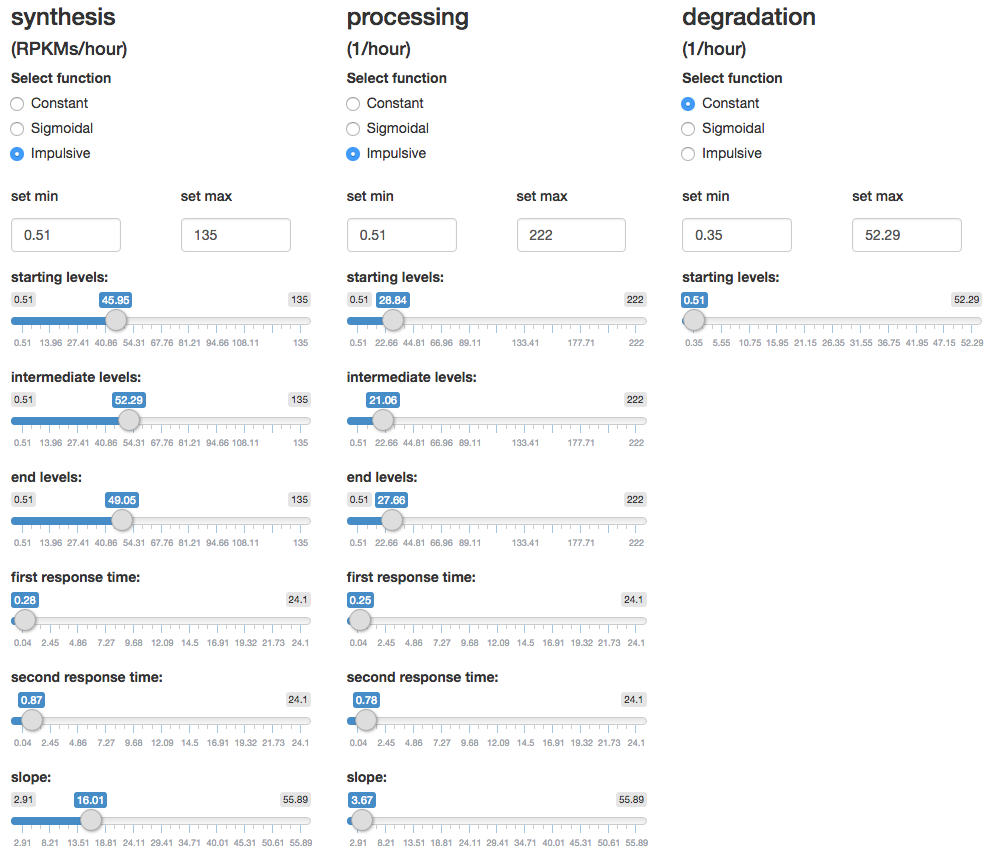 synthesis
(RPKMs/hour)
Select function
Constant
Sigmoidal
Impulsive
set min set max
0.51 135
starting levels:
0.51 45.95 135
0.51 13.96 27.41 40.86 54.31 67.76 81.21 94.66 108.11 135
intermediate levels:
0.51 52.29 135
0.51 13.96 27.41 40.86 54.31 67.76 81.21 94.66 108.11 135
end levels:
0.51 49.05 135
0.51 13.96 27.41 40.86 54.31 67.76 81.21 94.66 108.11 135
first response time:
0.28 24.1
0.04 2.45 4.86 7.27 9.68 12.09 14.5 16.91 19.32 21.73 24.1
second response time:
0.87 24.1
0.04 2.45 4.86 7.27 9.68 12.09 14.5 16.91 19.32 21.73 24.1
slope:
2.91 16.01 55.89
2.91 8.21 13.51 18.81 24.11 29.41 34.71 40.01 45.31 50.61 55.89
processing
(1/hour)
Select function
Constant
Sigmoidal
Impulsive
set min set max
0.51 222
starting levels:
0.51 28.84 222
0.51 22.66 44.81 66.96 89.11 133.41 177.71 222
intermediate levels:
0.51 21.06 222
0.51 22.66 44.81 66.96 89.11 133.41 177.71 222
end levels:
0.51 27.66 222
0.51 22.66 44.81 66.96 89.11 133.41 177.71 222
first response time:
0.25 24.1
0.04 2.45 4.86 7.27 9.68 12.09 14.5 16.91 19.32 21.73 24.1
second response time:
0.78 24.1
0.04 2.45 4.86 7.27 9.68 12.09 14.5 16.91 19.32 21.73 24.1
slope:
3.67 55.89
2.91 8.21 13.51 18.81 24.11 29.41 34.71 40.01 45.31 50.61 55.89
degradation
(1/hour)
Select function
Constant
Sigmoidal
Impulsive
set min set max
0.35 52.29
starting levels:
0.51 52.29
0.35 5.55 10.75 15.95 21.15 26.35 31.55 36.75 41.95 47.15 52.29